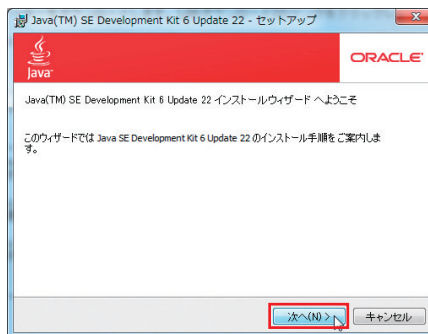 Java(TM) SE Development Kit 6 Update 22 - セットアップ
Java
ORACLE
Java(TM) SE Development Kit 6 Update 22 インストールウィザード へようこそ
このウィザードでは Java SE Development Kit 6 Update 22 のインストール手順をご案内しま
す。
次へ(N) >
キャンセル